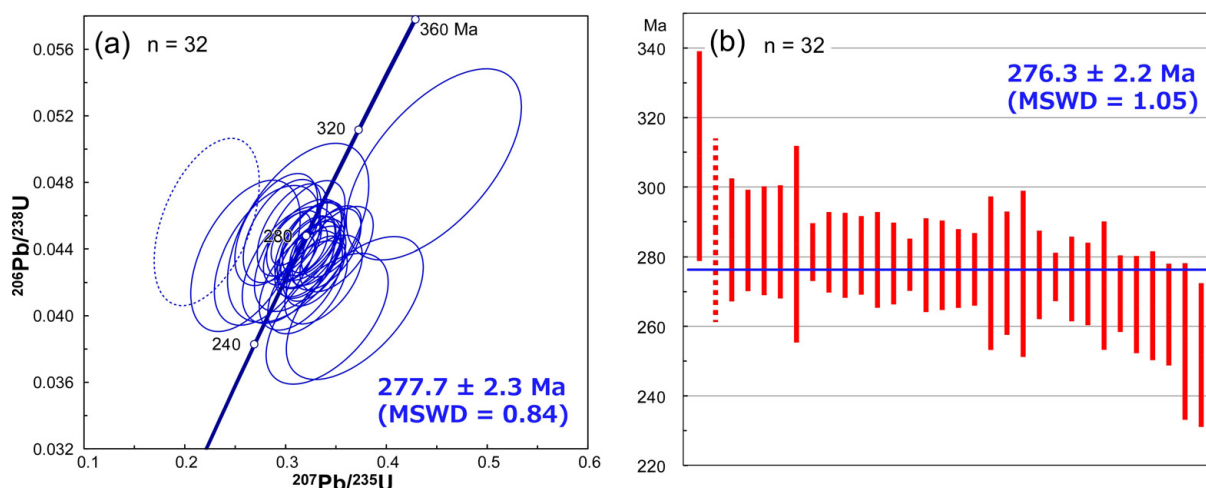 (a) n = 32
0.056
0.052
0.048
0.044
0.040
0.036
0.032
206Pb/238U
360 Ma
320
280
240
277.7 ± 2.3 Ma
(MSWD = 0.84)
0.1 0.2 0.3 0.4 0.5 0.6
207Pb/235U
Ma
(b) n = 32
276.3 ± 2.2 Ma
(MSWD = 1.05)
340
320
300
280
260
240
220